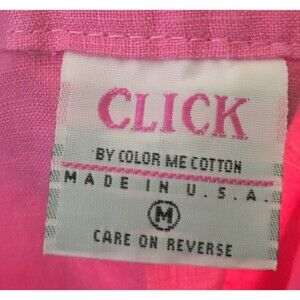 CLICK
BY COLOR ME COTTON
MADE IN U.S.A.
M
CARE ON REVERSE